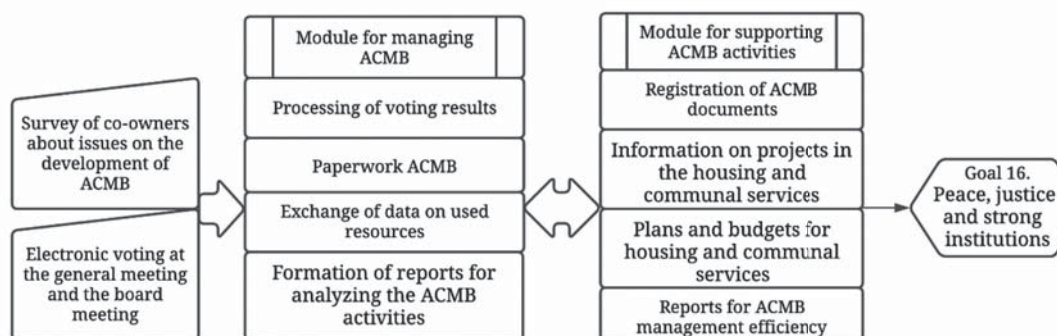 Survey of co-owners
about issues on the
development of
ACMB
Electronic voting at
the general meeting
and the board
meeting
Module for managing
ACMB
Processing of voting results
Paperwork ACMB
Exchange of data on used
resources
Formation of reports for
analyzing the ACMB
activities
Module for supporting
ACMB activities
Registration of ACMB
documents
Information on projects in
the housing and
communal services
Plans and budgets for
housing and communal
services
Reports for ACMB
management efficiency
Goal 16.
Peace, justice
and strong
institutions